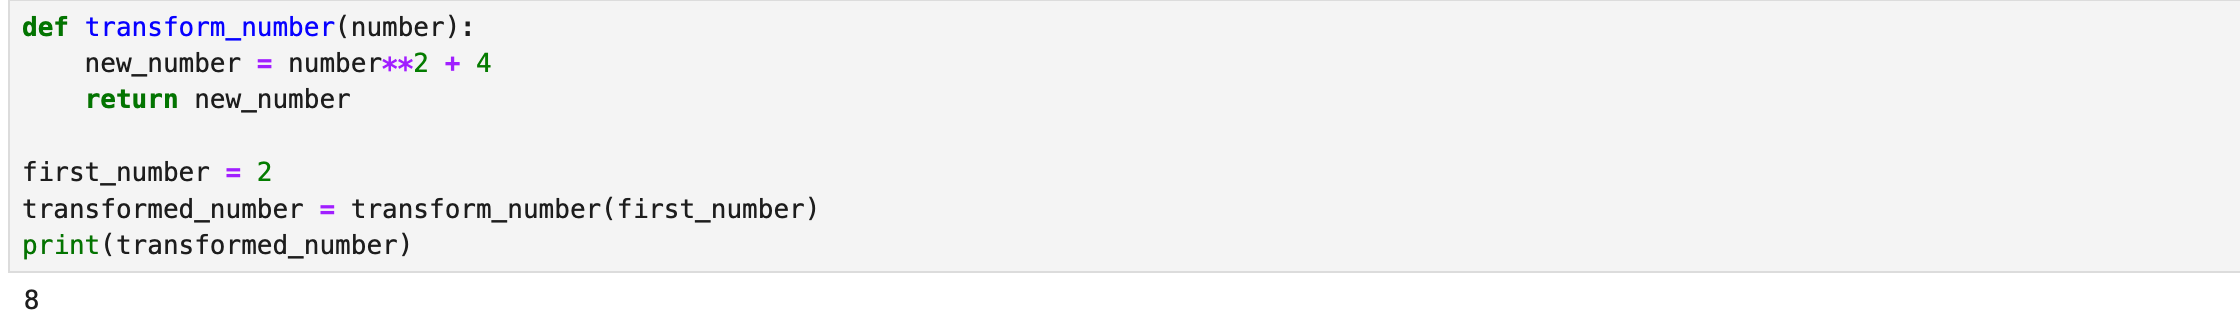 def transform_number(number):
    new_number = number**2 + 4
    return new_number

first_number = 2
transformed_number = transform_number(first_number)
print(transformed_number)
8